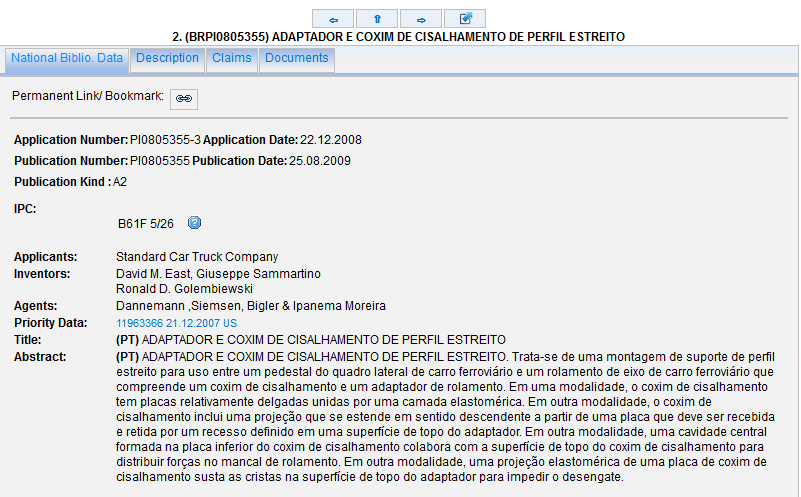 2. (BRPI0805355) ADAPTADOR E COXIM DE CISALHAMENTO DE PERFIL ESTREITO
National Biblio. Data Description Claims Documents
Permanent Link/ Bookmark:
Application Number: PI0805355-3 Application Date: 22.12.2008
Publication Number: PI0805355 Publication Date: 25.08.2009
Publication Kind : A2
IPC:
B61F 5/26
Applicants: Standard Car Truck Company
Inventors: David M. East, Giuseppe Sammartino
Ronald D. Golembiewski
Agents: Dannemann ,Siemsen, Bigler & Ipanema Moreira
Priority Data: 11963366 21.12.2007 US
Title: (PT) ADAPTADOR E COXIM DE CISALHAMENTO DE PERFIL ESTREITO
Abstract: (PT) ADAPTADOR E COXIM DE CISALHAMENTO DE PERFIL ESTREITO. Trata-se de uma montagem de suporte de perfil
estreito para uso entre um pedestal do quadro lateral de carro ferroviário e um rolamento de eixo de carro ferroviário que
compreende um coxim de cisalhamento e um adaptador de rolamento. Em uma modalidade, o coxim de cisalhamento
tem placas relativamente delgadas unidas por uma camada elastomérica. Em outra modalidade, o coxim de
cisalhamento inclui uma projeção que se estende em sentido descendente a partir de uma placa que deve ser recebida
e retida por um recesso definido em uma superfície de topo do adaptador. Em outra modalidade, uma cavidade central
formada na placa inferior do coxim de cisalhamento colabora com a superfície de topo do coxim de cisalhamento para
distribuir forças no mancal de rolamento. Em outra modalidade, uma projeção elastomérica de uma placa de coxim de
cisalhamento susta as cristas na superfície de topo do adaptador para impedir o desengate.